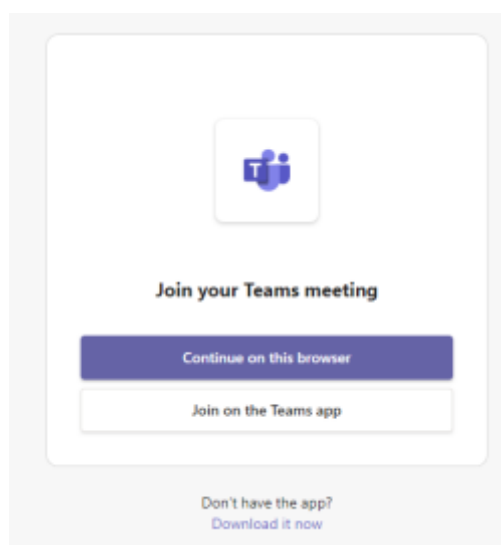 T
Join your Teams meeting
Continue on this browser
Join on the Teams app
Don't have the app?
Download it now